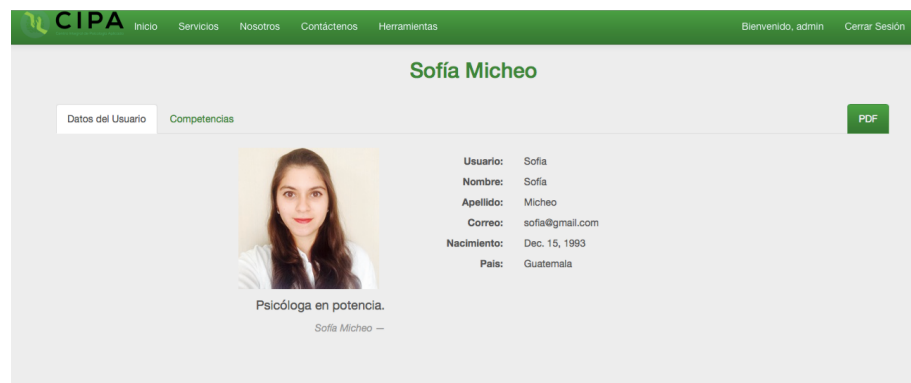 CIPA Inicio Servicios Nosotros Contáctenos Herramientas Bienvenido, admin Cerrar Sesión
Sofía Micheo
Datos del Usuario Competencias PDF
Usuario: Sofia
Nombre: Sofía
Apellido: Micheo
Correo: sofia@gmail.com
Nacimiento: Dec. 15, 1993
Pais: Guatemala
Psicóloga en potencia.
Sofía Micheo —